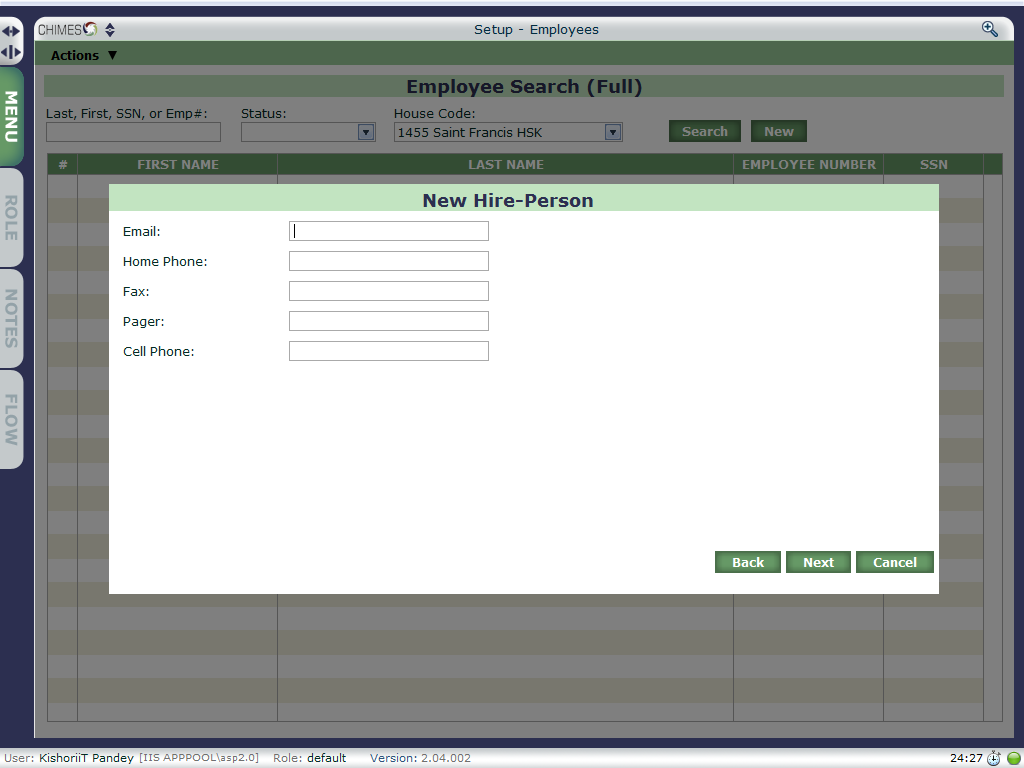 CHIMES
Setup - Employees
Actions ▼
Employee Search (Full)
Last, First, SSN, or Emp#: Status: House Code:
1455 Saint Francis HSK Search New
# FIRST NAME LAST NAME EMPLOYEE NUMBER SSN
MENU
ROLE
NOTES
FLOW
New Hire-Person
Email:
Home Phone:
Fax:
Pager:
Cell Phone:
Back Next Cancel
User: KishoriiT Pandey [IIS APPPOOL\asp2.0] Role: default Version: 2.04.002 24:27